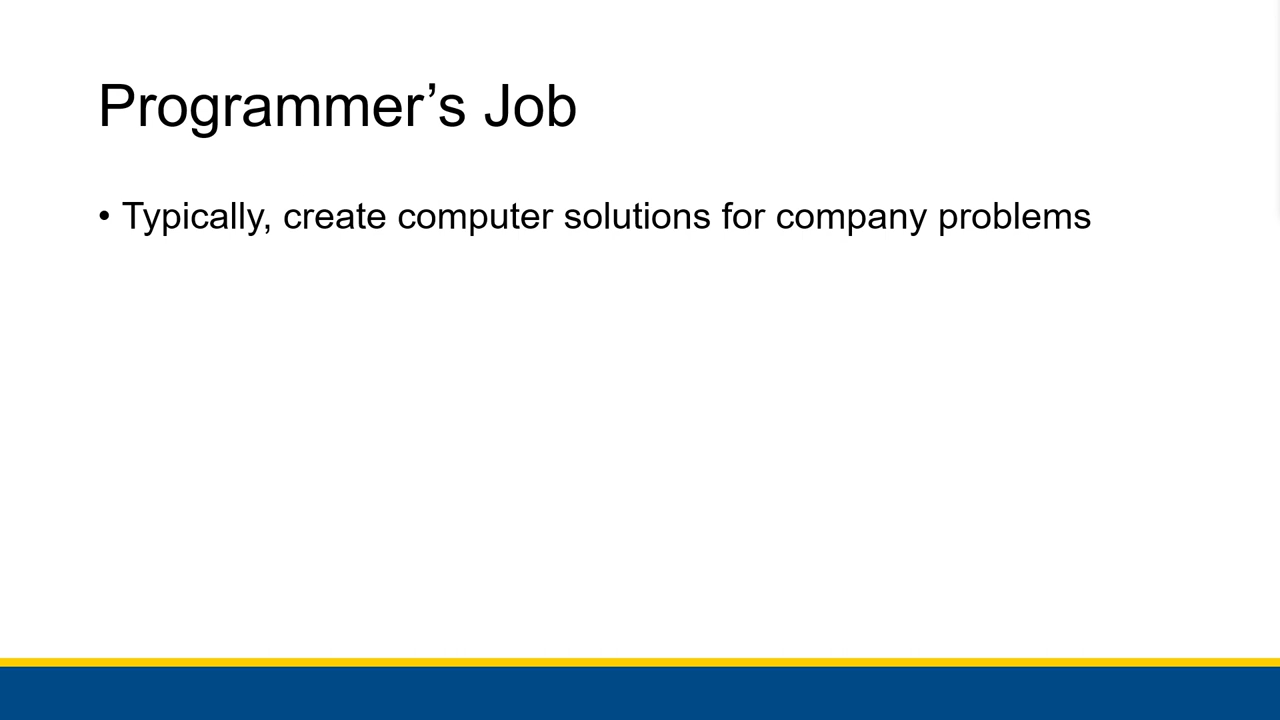 Programmer’s Job
• Typically, create computer solutions for company problems